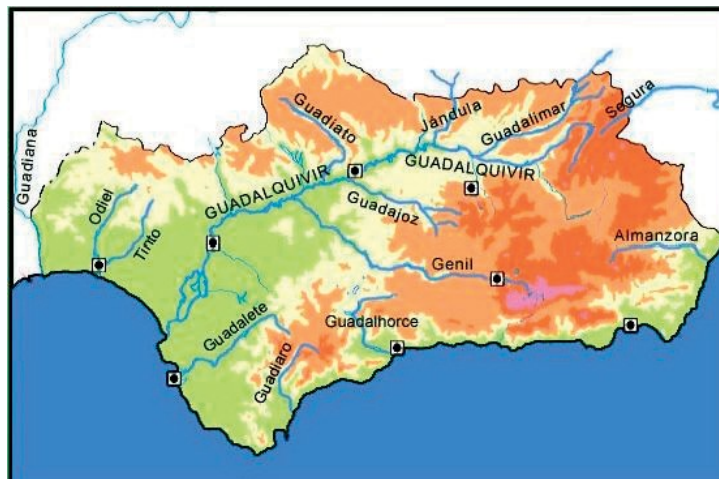 Guadiana
Odiel
Tinto
GUADALQUIVIR
Guadiato
Jándula
Guadalimar
Segura
GUADALQUIVIR
Guadajoz
Genil
Almanzora
Guadalete
Guadiaro
Guadalhorce